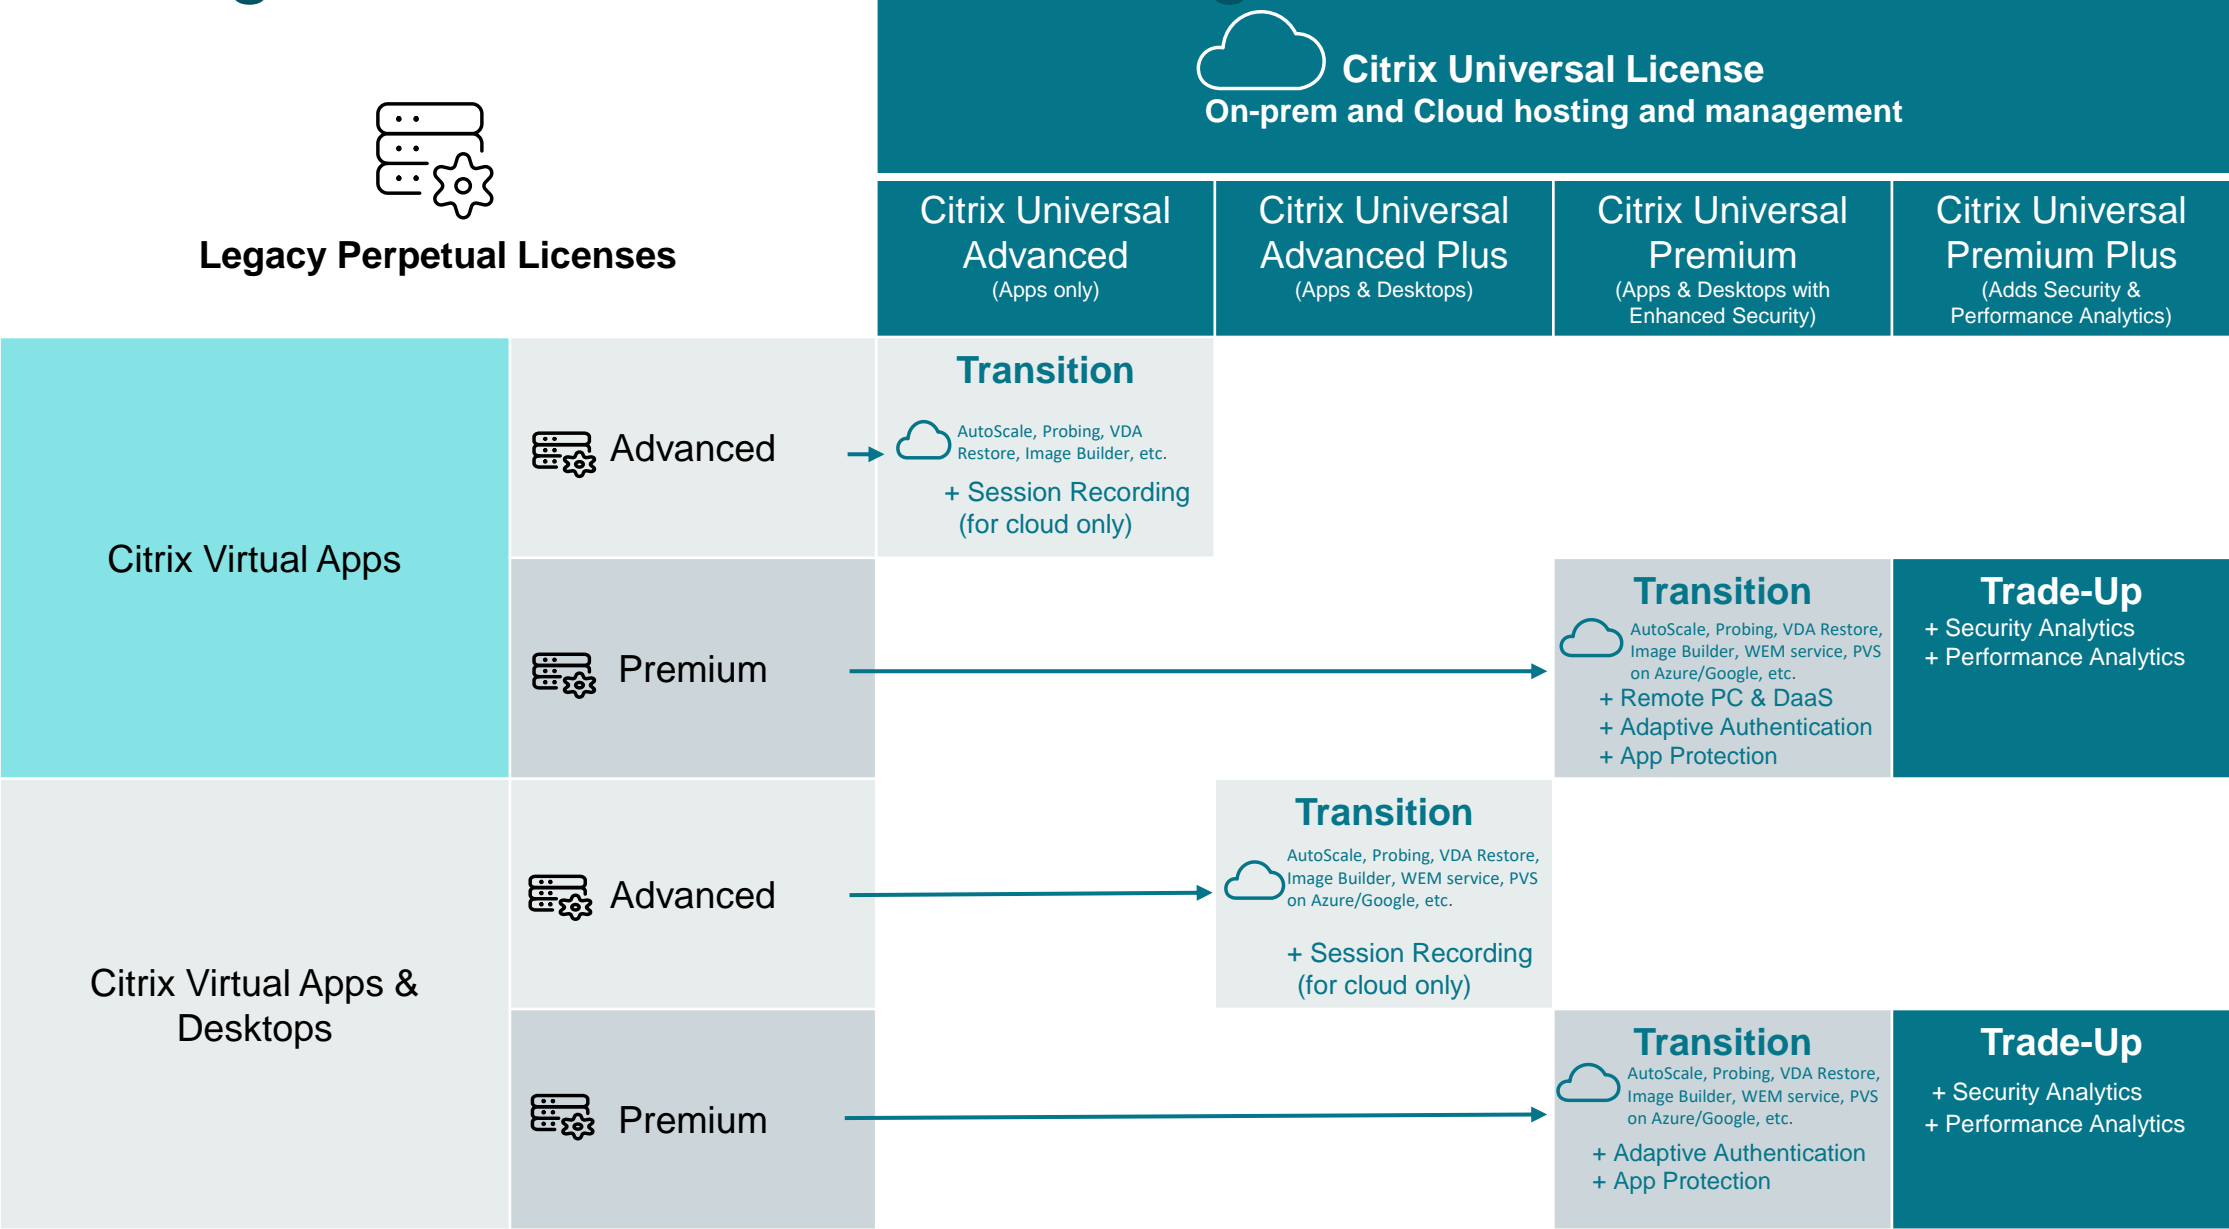 Citrix Universal License
On-prem and Cloud hosting and management
Legacy Perpetual Licenses
Citrix Universal
Advanced
(Apps only)
Citrix Universal
Advanced Plus
(Apps & Desktops)
Citrix Universal
Premium
(Apps & Desktops with
Enhanced Security)
Citrix Universal
Premium Plus
(Adds Security &
Performance Analytics)
Citrix Virtual Apps
Advanced
Transition
AutoScale, Probing, VDA
Restore, Image Builder, etc.
+ Session Recording
(for cloud only)
Premium
Transition
AutoScale, Probing, VDA Restore,
Image Builder, WEM service, PVS
on Azure/Google, etc.
+ Remote PC & DaaS
+ Adaptive Authentication
+ App Protection
Trade-Up
+ Security Analytics
+ Performance Analytics
Citrix Virtual Apps &
Desktops
Advanced
Transition
AutoScale, Probing, VDA Restore,
Image Builder, WEM service, PVS
on Azure/Google, etc.
+ Session Recording
(for cloud only)
Premium
Transition
AutoScale, Probing, VDA Restore,
Image Builder, WEM service, PVS
on Azure/Google, etc.
+ Adaptive Authentication
+ App Protection
Trade-Up
+ Security Analytics
+ Performance Analytics